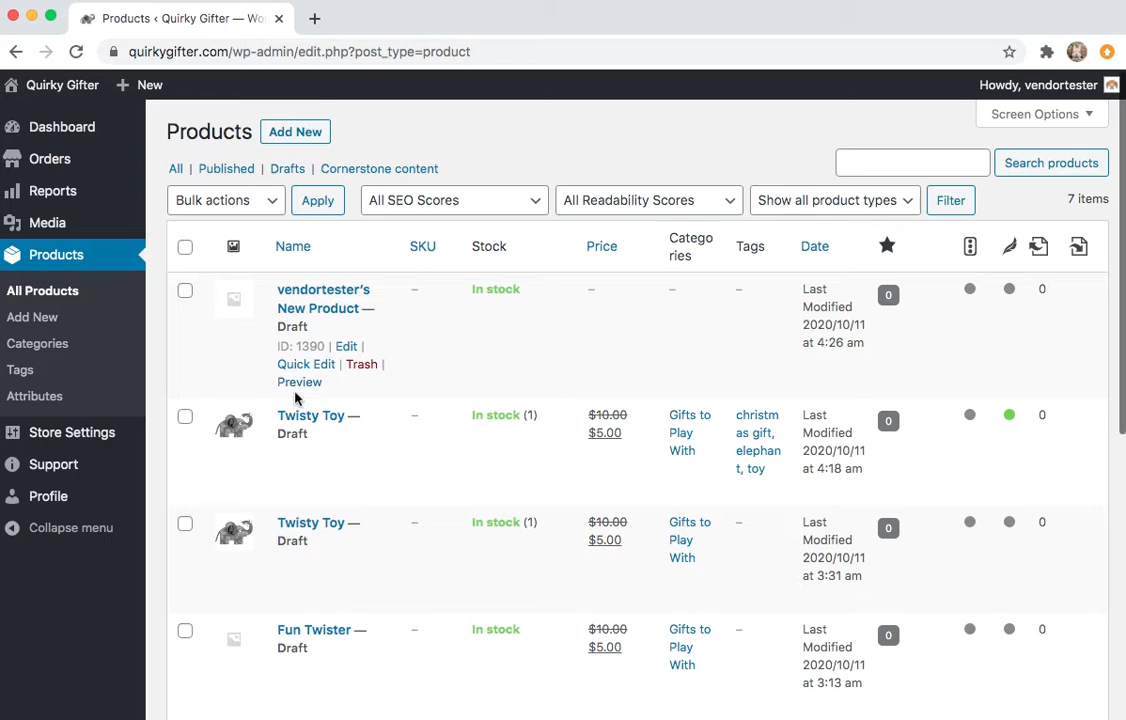 Products ‹ Quirky Gifter — Wo
quirkygifter.com/wp-admin/edit.php?post_type=product
Quirky Gifter
New
Howdy, vendortester
Dashboard
Orders
Reports
Media
Products
All Products
Add New
Categories
Tags
Attributes
Store Settings
Support
Profile
Collapse menu
Screen Options
Products Add New
All | Published | Drafts | Cornerstone content
Search products
Bulk actions Apply All SEO Scores All Readability Scores Show all product types Filter 7 items
Name SKU Stock Price Catego Tags Date
ries
vendortester's – In stock – – – Last 0 0
New Product — Modified
Draft 2020/10/11
ID: 1390 | Edit | at 4:26 am
Quick Edit | Trash |
Preview
Twisty Toy — – In stock (1) $10.00 Gifts to christm Last 0 0
Draft $5.00 Play as gift, Modified
With elephan 2020/10/11
t, toy at 4:18 am
Twisty Toy — – In stock (1) $10.00 Gifts to – Last 0 0
Draft $5.00 Play Modified
With 2020/10/11
at 3:31 am
Fun Twister — – In stock $10.00 Gifts to – Last 0 0
Draft $5.00 Play Modified
With 2020/10/11
at 3:13 am